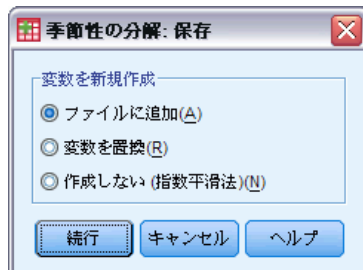 季節性の分解: 保存
変数を新規作成
ファイルに追加(A)
変数を置換(R)
作成しない (指数平滑法)(N)
続行 キャンセル ヘルプ